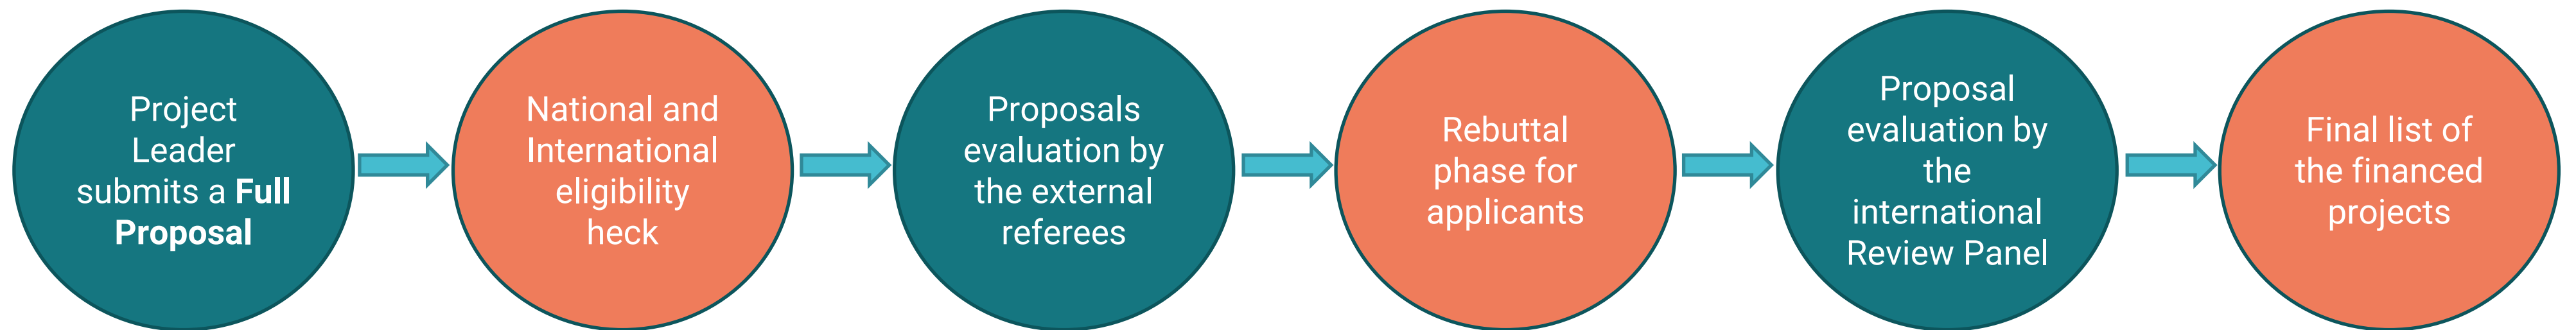 Project
Leader
submits a Full
Proposal
National and
International
eligibility
heck
Proposals
evaluation by
the external
referees
Rebuttal
phase for
applicants
Proposal
evaluation by
the
international
Review Panel
Final list of
the financed
projects